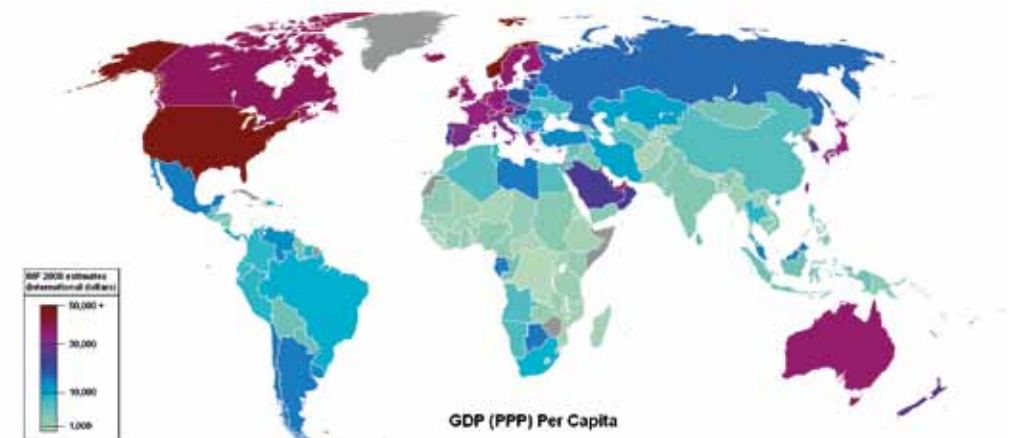 IMF 2008 estimates
(international dollars)
50,000 +
30,000
10,000
1,000
GDP (PPP) Per Capita